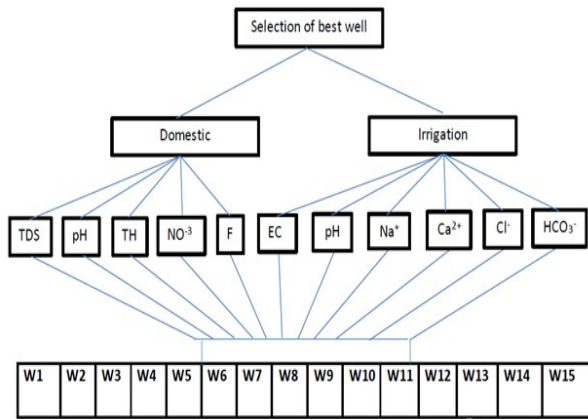 Selection of best well
Domestic Irrigation
TDS pH TH NO⁻³ F EC pH Na⁺ Ca²⁺ Cl⁻ HCO₃⁻
W1 W2 W3 W4 W5 W6 W7 W8 W9 W10 W11 W12 W13 W14 W15